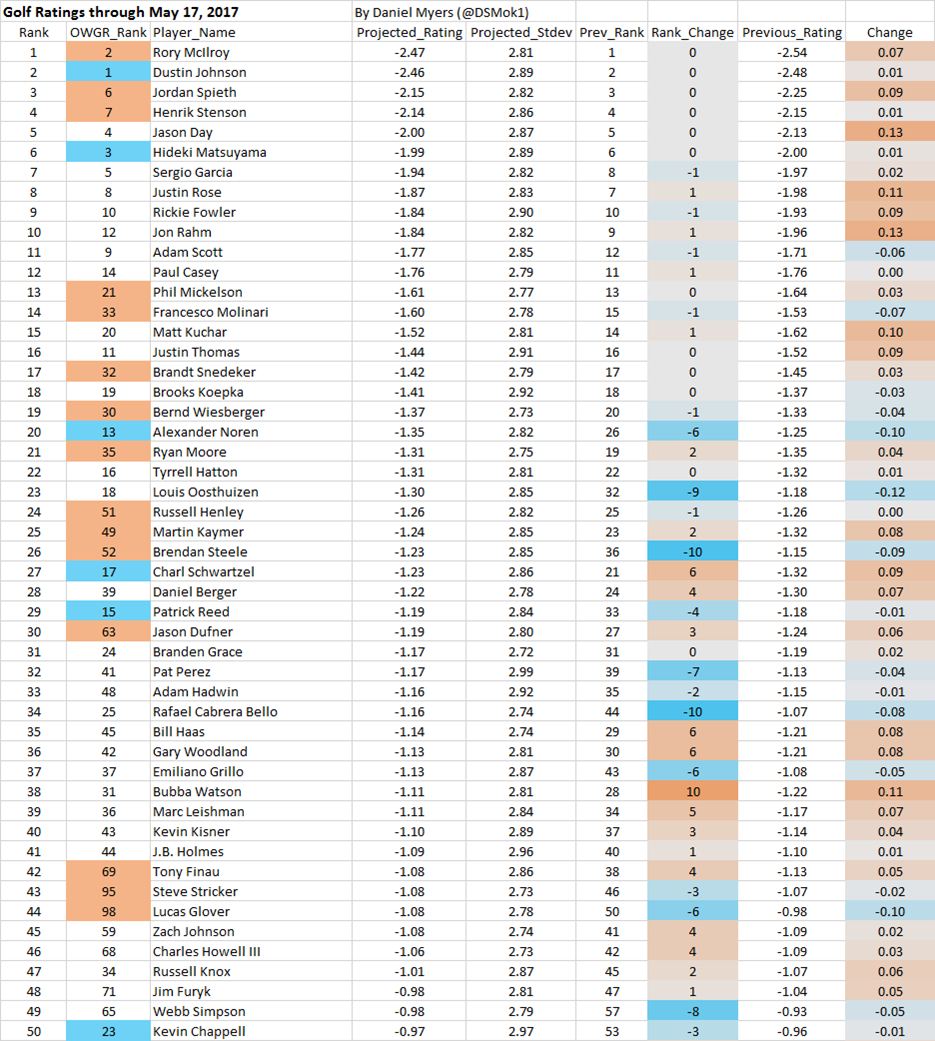 Golf Ratings through May 17, 2017 By Daniel Myers (@DSMok1)
Rank OWGR_Rank Player_Name Projected_Rating Projected_Stdev Prev_Rank Rank_Change Previous_Rating Change
1 2 Rory McIlroy -2.47 2.81 1 0 -2.54 0.07
2 1 Dustin Johnson -2.46 2.89 2 0 -2.48 0.01
3 6 Jordan Spieth -2.15 2.82 3 0 -2.25 0.09
4 7 Henrik Stenson -2.14 2.86 4 0 -2.15 0.01
5 4 Jason Day -2.00 2.87 5 0 -2.13 0.13
6 3 Hideki Matsuyama -1.99 2.89 6 0 -2.00 0.01
7 5 Sergio Garcia -1.94 2.82 8 -1 -1.97 0.02
8 8 Justin Rose -1.87 2.83 7 1 -1.98 0.11
9 10 Rickie Fowler -1.84 2.90 10 -1 -1.93 0.09
10 12 Jon Rahm -1.84 2.82 9 1 -1.96 0.13
11 9 Adam Scott -1.77 2.85 12 -1 -1.71 -0.06
12 14 Paul Casey -1.76 2.79 11 1 -1.76 0.00
13 21 Phil Mickelson -1.61 2.77 13 0 -1.64 0.03
14 33 Francesco Molinari -1.60 2.78 15 -1 -1.53 -0.07
15 20 Matt Kuchar -1.52 2.81 14 1 -1.62 0.10
16 11 Justin Thomas -1.44 2.91 16 0 -1.52 0.09
17 32 Brandt Snedeker -1.42 2.79 17 0 -1.45 0.03
18 19 Brooks Koepka -1.41 2.92 18 0 -1.37 -0.03
19 30 Bernd Wiesberger -1.37 2.73 20 -1 -1.33 -0.04
20 13 Alexander Noren -1.35 2.82 26 -6 -1.25 -0.10
21 35 Ryan Moore -1.31 2.75 19 2 -1.35 0.04
22 16 Tyrrell Hatton -1.31 2.81 22 0 -1.32 0.01
23 18 Louis Oosthuizen -1.30 2.85 32 -9 -1.18 -0.12
24 51 Russell Henley -1.26 2.82 25 -1 -1.26 0.00
25 49 Martin Kaymer -1.24 2.85 23 2 -1.32 0.08
26 52 Brendan Steele -1.23 2.85 36 -10 -1.15 -0.09
27 17 Charl Schwartzel -1.23 2.86 21 6 -1.32 0.09
28 39 Daniel Berger -1.22 2.78 24 4 -1.30 0.07
29 15 Patrick Reed -1.19 2.84 33 -4 -1.18 -0.01
30 63 Jason Dufner -1.19 2.80 27 3 -1.24 0.06
31 24 Branden Grace -1.17 2.72 31 0 -1.19 0.02
32 41 Pat Perez -1.17 2.99 39 -7 -1.13 -0.04
33 48 Adam Hadwin -1.16 2.92 35 -2 -1.15 -0.01
34 25 Rafael Cabrera Bello -1.16 2.74 44 -10 -1.07 -0.08
35 45 Bill Haas -1.14 2.74 29 6 -1.21 0.08
36 42 Gary Woodland -1.13 2.81 30 6 -1.21 0.08
37 37 Emiliano Grillo -1.13 2.87 43 -6 -1.08 -0.05
38 31 Bubba Watson -1.11 2.81 28 10 -1.22 0.11
39 36 Marc Leishman -1.11 2.84 34 5 -1.17 0.07
40 43 Kevin Kisner -1.10 2.89 37 3 -1.14 0.04
41 44 J.B. Holmes -1.09 2.96 40 1 -1.10 0.01
42 69 Tony Finau -1.08 2.86 38 4 -1.13 0.05
43 95 Steve Stricker -1.08 2.73 46 -3 -1.07 -0.02
44 98 Lucas Glover -1.08 2.78 50 -6 -0.98 -0.10
45 59 Zach Johnson -1.08 2.74 41 4 -1.09 0.02
46 68 Charles Howell III -1.06 2.73 42 4 -1.09 0.03
47 34 Russell Knox -1.01 2.87 45 2 -1.07 0.06
48 71 Jim Furyk -0.98 2.81 47 1 -1.04 0.05
49 65 Webb Simpson -0.98 2.79 57 -8 -0.93 -0.05
50 23 Kevin Chappell -0.97 2.97 53 -3 -0.96 -0.01